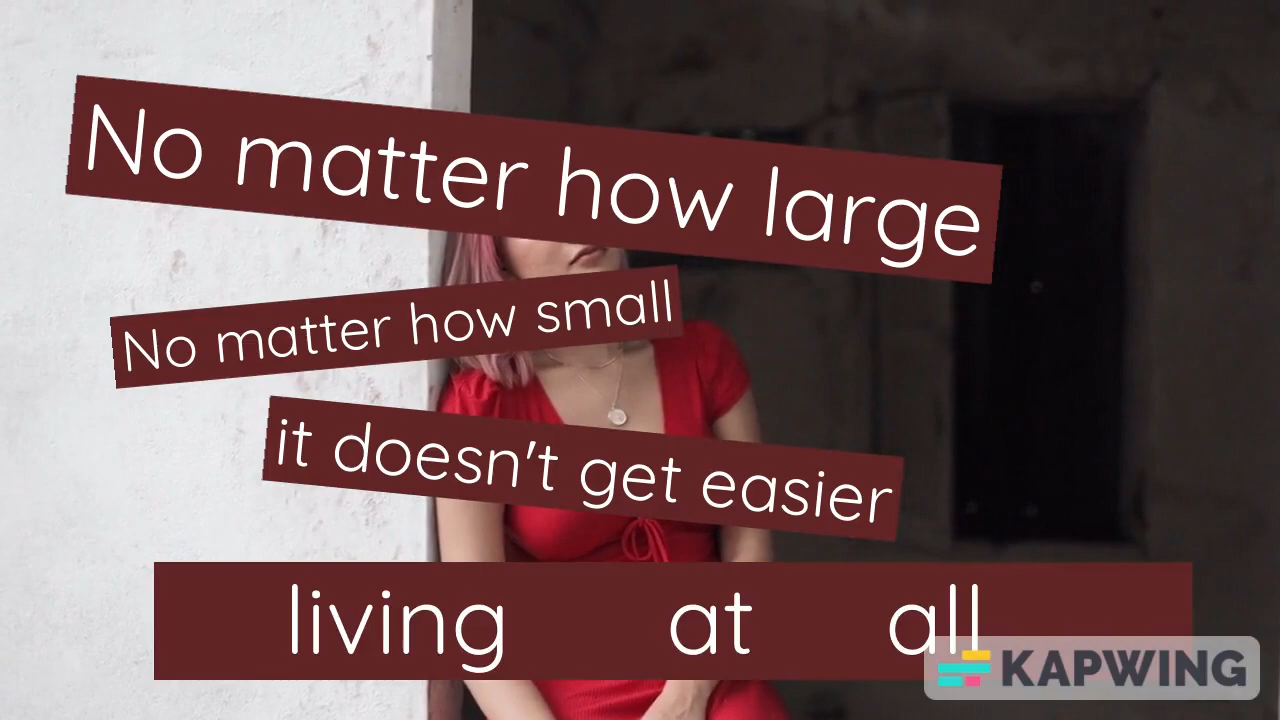 No matter how large
No matter how small
it doesn't get easier
living at all
KAPWING